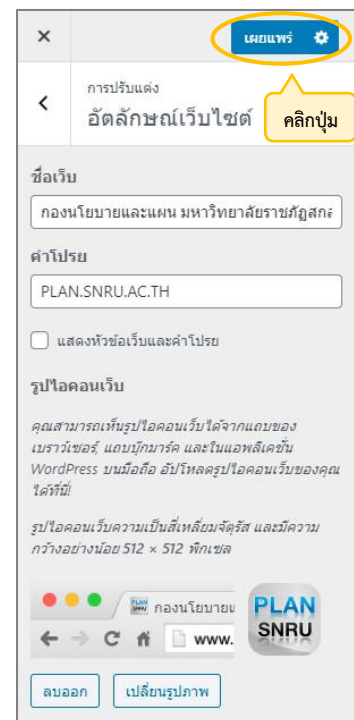 เผยแพร่
การปรับแต่ง
อัตลักษณ์เว็บไซต์
คลิกปุ่ม
ชื่อเว็บ
กองนโยบายและแผน มหาวิทยาลัยราชภัฏสกล
คำโปรย
PLAN.SNRU.AC.TH
แสดงหัวข้อเว็บและคำโปรย
รูปไอคอนเว็บ
คุณสามารถเห็นรูปไอคอนเว็บได้จากแถบของ
เบราว์เซอร์, แถบบุ๊กมาร์ค และในแอพลิเคชั่น
WordPress บนมือถือ อัปโหลดรูปไอคอนเว็บของคุณ
ได้ที่นี่!
รูปไอคอนเว็บความเป็นสี่เหลี่ยมจัตุรัส และมีความ
กว้างอย่างน้อย 512 × 512 พิกเซล
PLAN
SNRU
กองนโยบายแ
www.
PLAN
SNRU
ลบออก
เปลี่ยนรูปภาพ